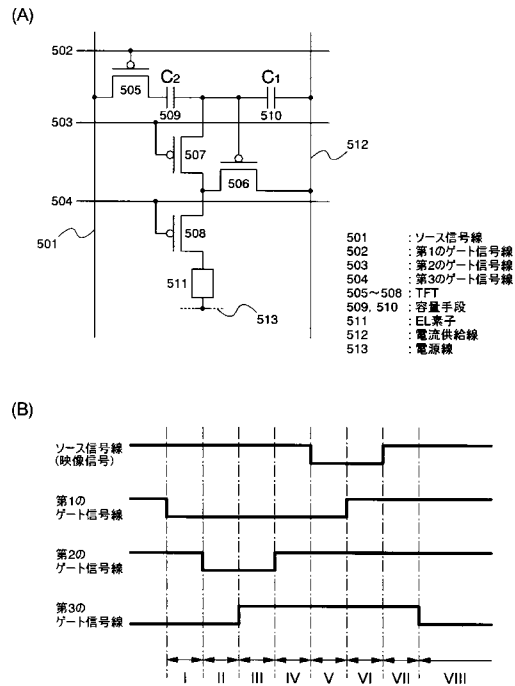 (A)
502
505
C2
509
C1
510
503
507
506
512
504
508
501
511
513
501 : ソース信号線
502 : 第1のゲート信号線
503 : 第2のゲート信号線
504 : 第3のゲート信号線
505~508 : TFT
509, 510 : 容量手段
511 : EL素子
512 : 電流供給線
513 : 電源線
(B)
ソース信号線
(映像信号)
第1の
ゲート信号線
第2の
ゲート信号線
第3の
ゲート信号線
I II III IV V VI VII VIII